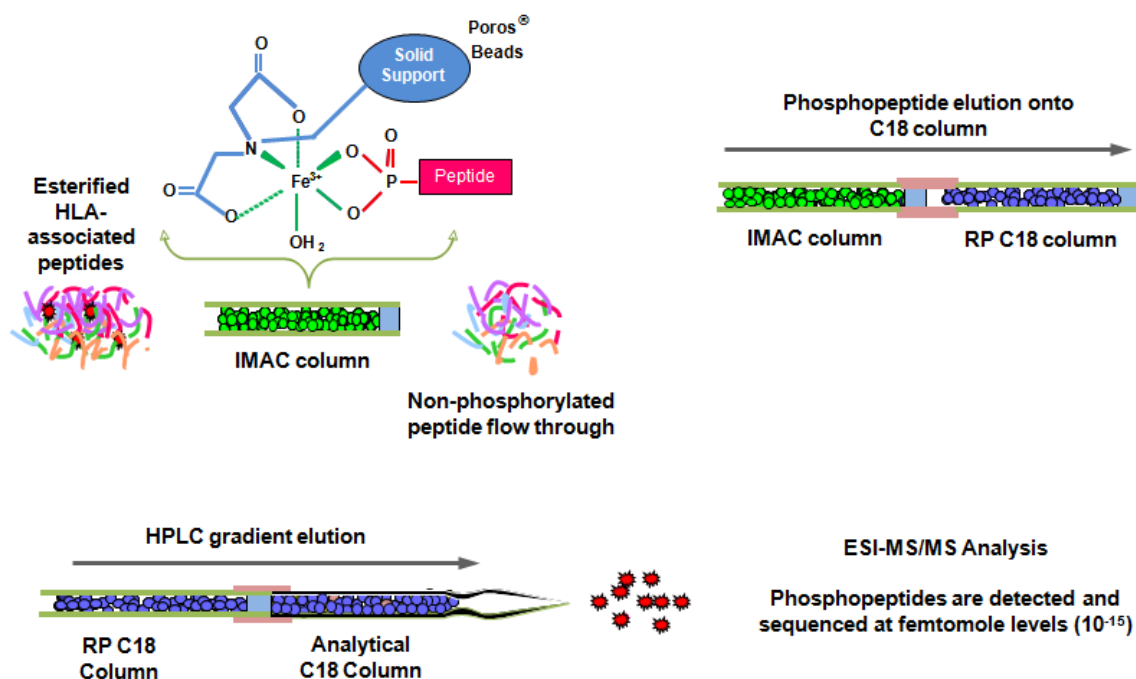 Poros®
Beads
Solid
Support
O
O
N
O
O
O
O
P
O
Fe³⁺
OH₂
Peptide
Esterified
HLA-
associated
peptides
IMAC column
Non-phosphorylated
peptide flow through
Phosphopeptide elution onto
C18 column
IMAC column
RP C18 column
HPLC gradient elution
RP C18
Column
Analytical
C18 Column
ESI-MS/MS Analysis
Phosphopeptides are detected and
sequenced at femtomole levels (10⁻¹⁵)